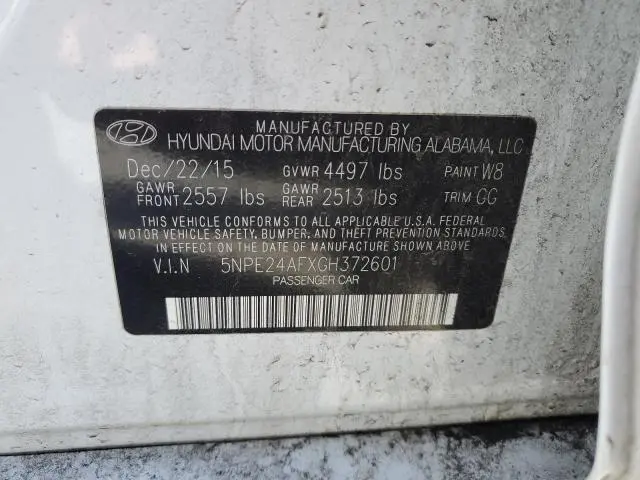 MANUFACTURED BY
HYUNDAI MOTOR MANUFACTURING ALABAMA, LLC
Dec/22/15 GVWR 4497 lbs PAINT W8
GAWR FRONT 2557 lbs GAWR REAR 2513 lbs TRIM GG
THIS VEHICLE CONFORMS TO ALL APPLICABLE U.S.A. FEDERAL
MOTOR VEHICLE SAFETY, BUMPER, AND THEFT PREVENTION STANDARDS
IN EFFECT ON THE DATE OF MANUFACTURE SHOWN ABOVE
V.I.N 5NPE24AFXGH372601
PASSENGER CAR